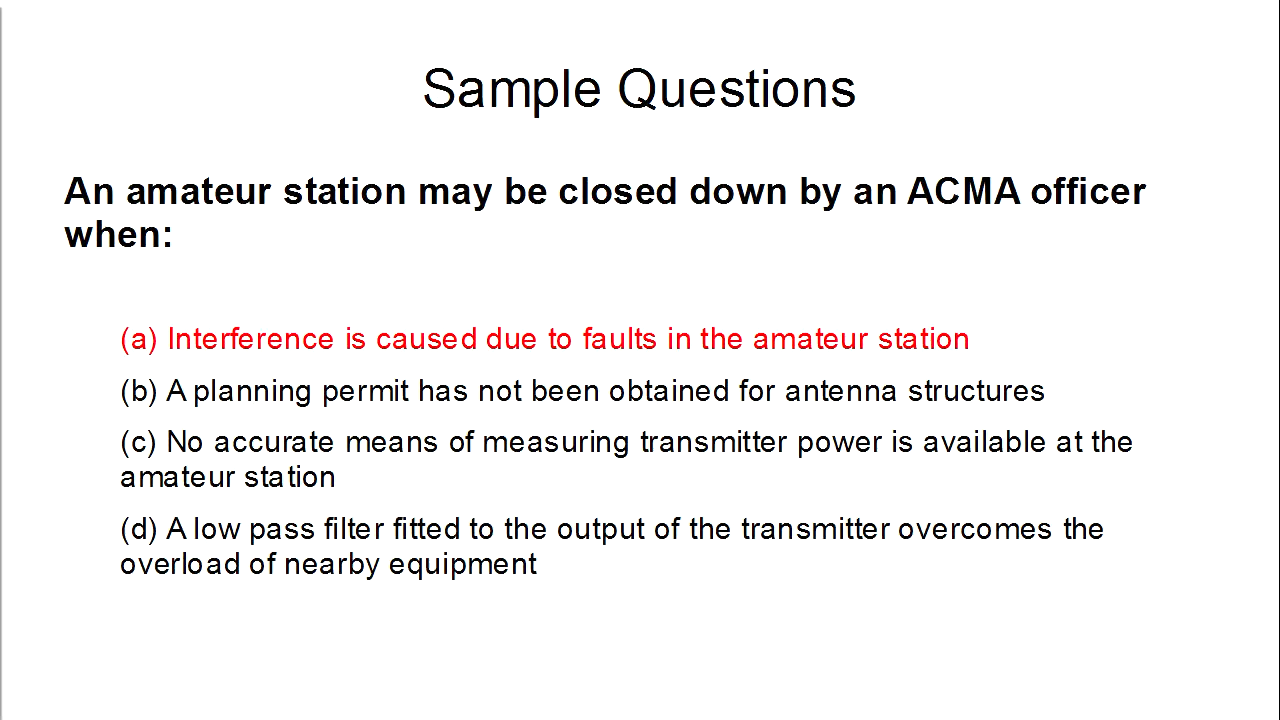 Sample Questions
An amateur station may be closed down by an ACMA officer
when:
(a) Interference is caused due to faults in the amateur station
(b) A planning permit has not been obtained for antenna structures
(c) No accurate means of measuring transmitter power is available at the
amateur station
(d) A low pass filter fitted to the output of the transmitter overcomes the
overload of nearby equipment